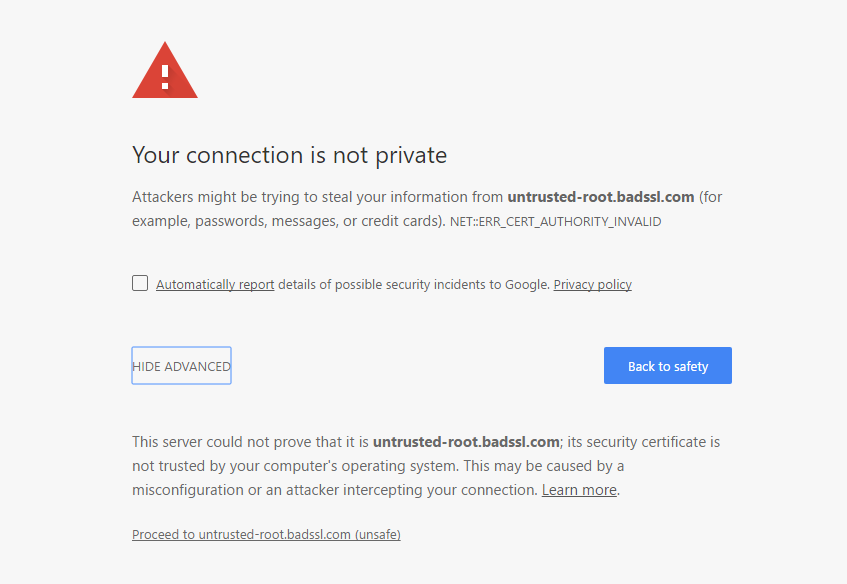 Your connection is not private
Attackers might be trying to steal your information from untrusted-root.badssl.com (for
example, passwords, messages, or credit cards). NET::ERR_CERT_AUTHORITY_INVALID
Automatically report details of possible security incidents to Google. Privacy policy
HIDE ADVANCED
Back to safety
This server could not prove that it is untrusted-root.badssl.com; its security certificate is
not trusted by your computer's operating system. This may be caused by a
misconfiguration or an attacker intercepting your connection. Learn more.
Proceed to untrusted-root.badssl.com (unsafe)